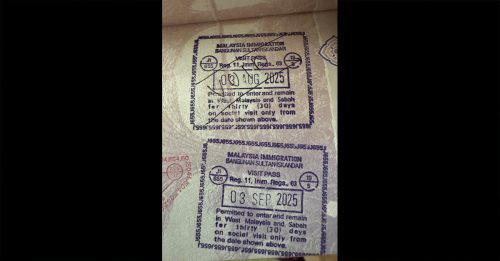 MALAYSIA IMMIGRATION
BANGUNAN SULTAN ISKANDAR
VISIT PASS
Reg. 11, Imm. Regs., 63
03 AUG 2025
Permitted to enter and remain
in West Malaysia and Sabah
for thirty (30) days
on social visit only from
the date shown above.
MALAYSIA IMMIGRATION
BANGUNAN SULTAN ISKANDAR
VISIT PASS
JI
655
Reg. 11, Imm. Regs., 63
03 SEP 2025
Permitted to enter and remain
in West Malaysia and Sabah
for thirty (30) days
on social visit only from
the date shown above.